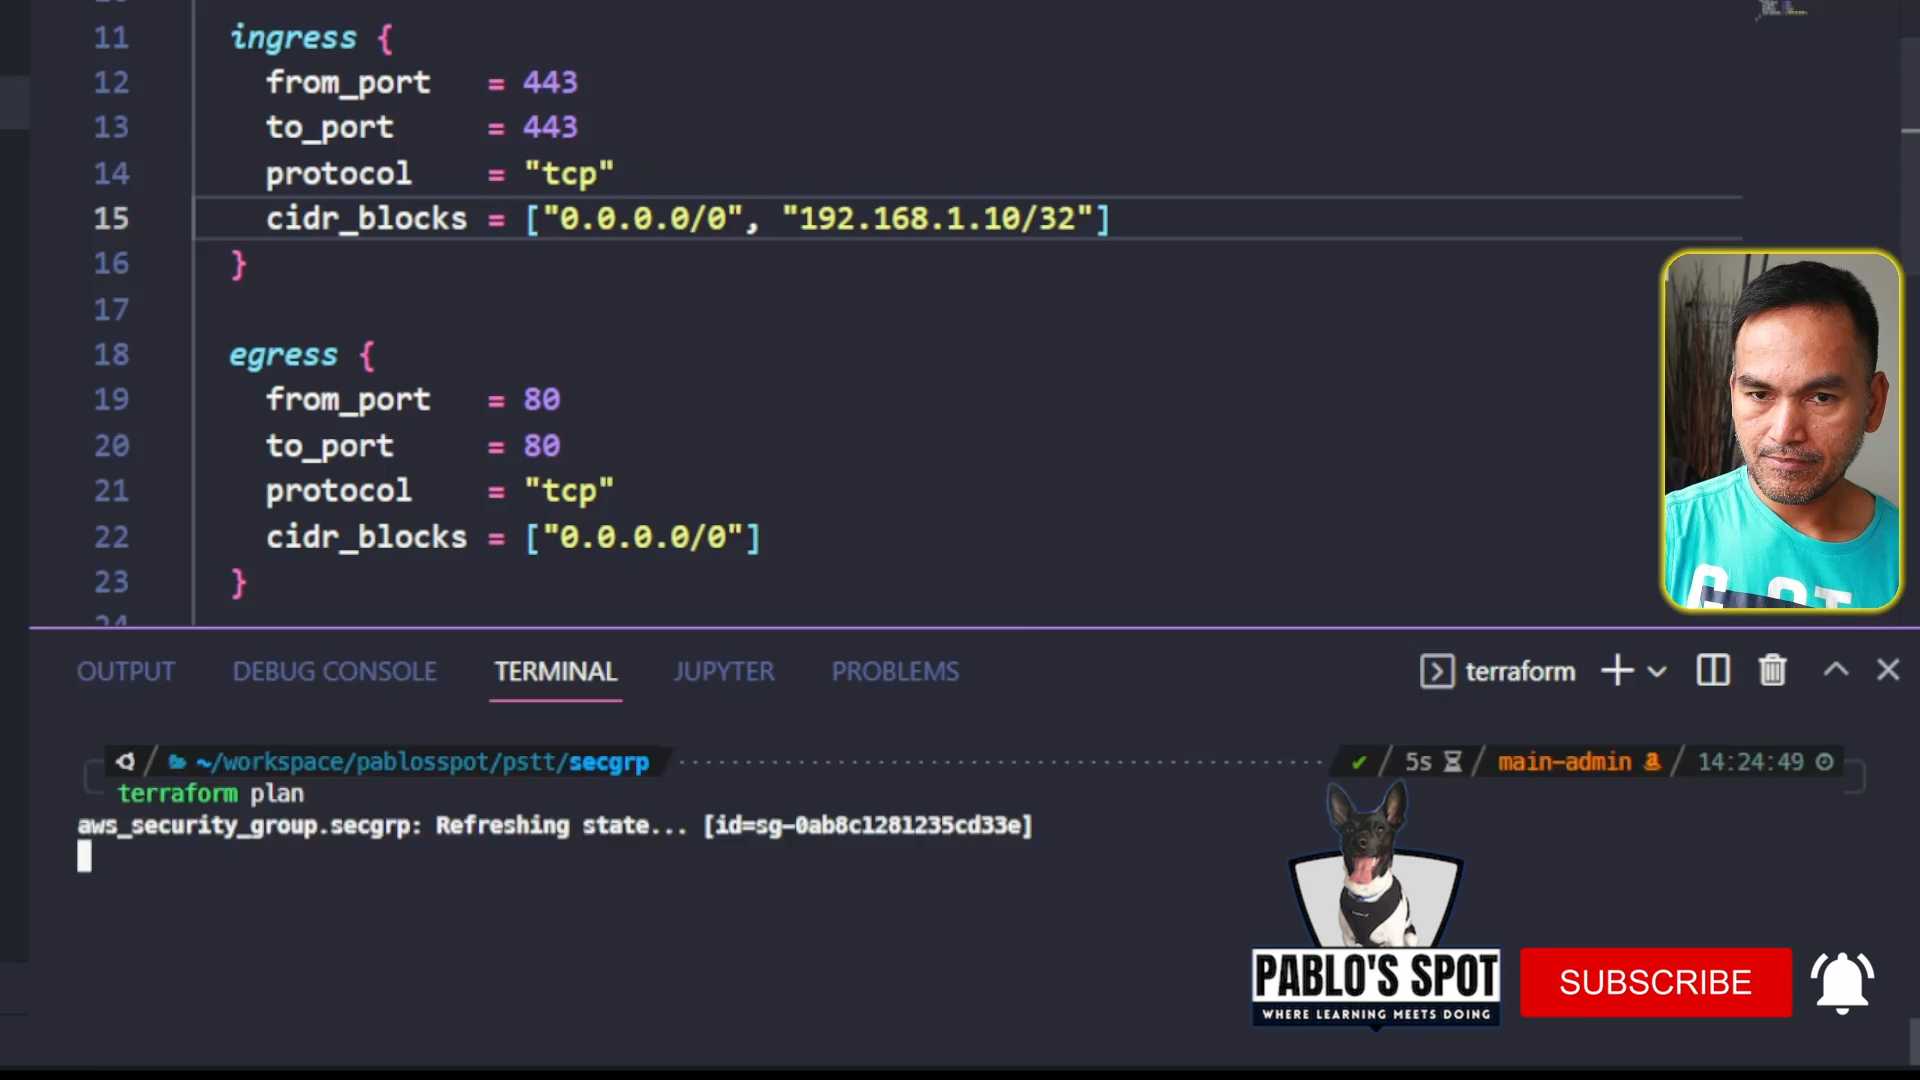 11 ingress {
12 from_port = 443
13 to_port = 443
14 protocol = "tcp"
15 cidr_blocks = ["0.0.0.0/0", "192.168.1.10/32"]
16 }
17
18 egress {
19 from_port = 80
20 to_port = 80
21 protocol = "tcp"
22 cidr_blocks = ["0.0.0.0/0"]
23 }
24
OUTPUT DEBUG CONSOLE TERMINAL JUPYTER PROBLEMS terraform
~/workspace/pablosspot/pstt/secgrp 5s main-admin 14:24:49
terraform plan
aws_security_group.secgrp: Refreshing state... [id=sg-0ab8c1281235cd33e]
PABLO'S SPOT
WHERE LEARNING MEETS DOING
SUBSCRIBE